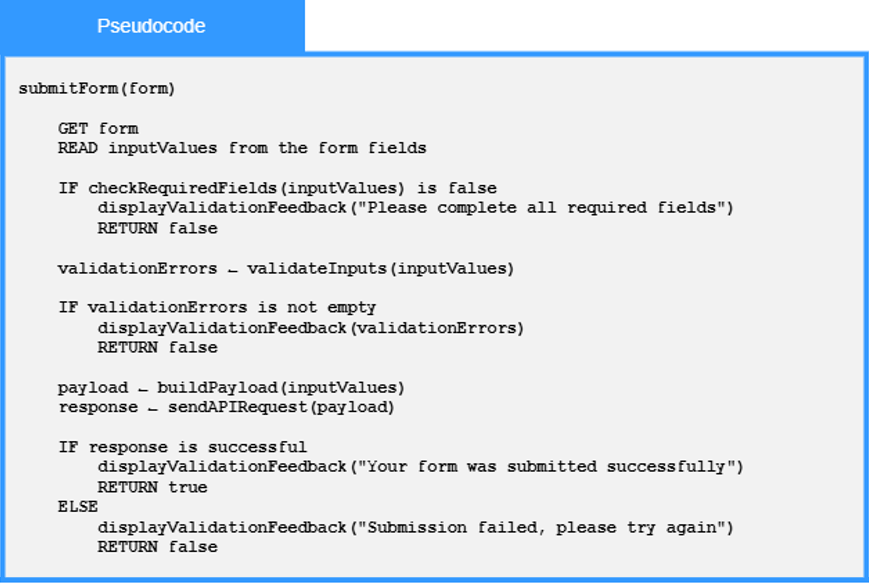 Pseudocode
submitForm(form)
GET form
READ inputValues from the form fields
IF checkRequiredFields(inputValues) is false
displayValidationFeedback("Please complete all required fields")
RETURN false
validationErrors ← validateInputs(inputValues)
IF validationErrors is not empty
displayValidationFeedback(validationErrors)
RETURN false
payload ← buildPayload(inputValues)
response ← sendAPIRequest(payload)
IF response is successful
displayValidationFeedback("Your form was submitted successfully")
RETURN true
ELSE
displayValidationFeedback("Submission failed, please try again")
RETURN false